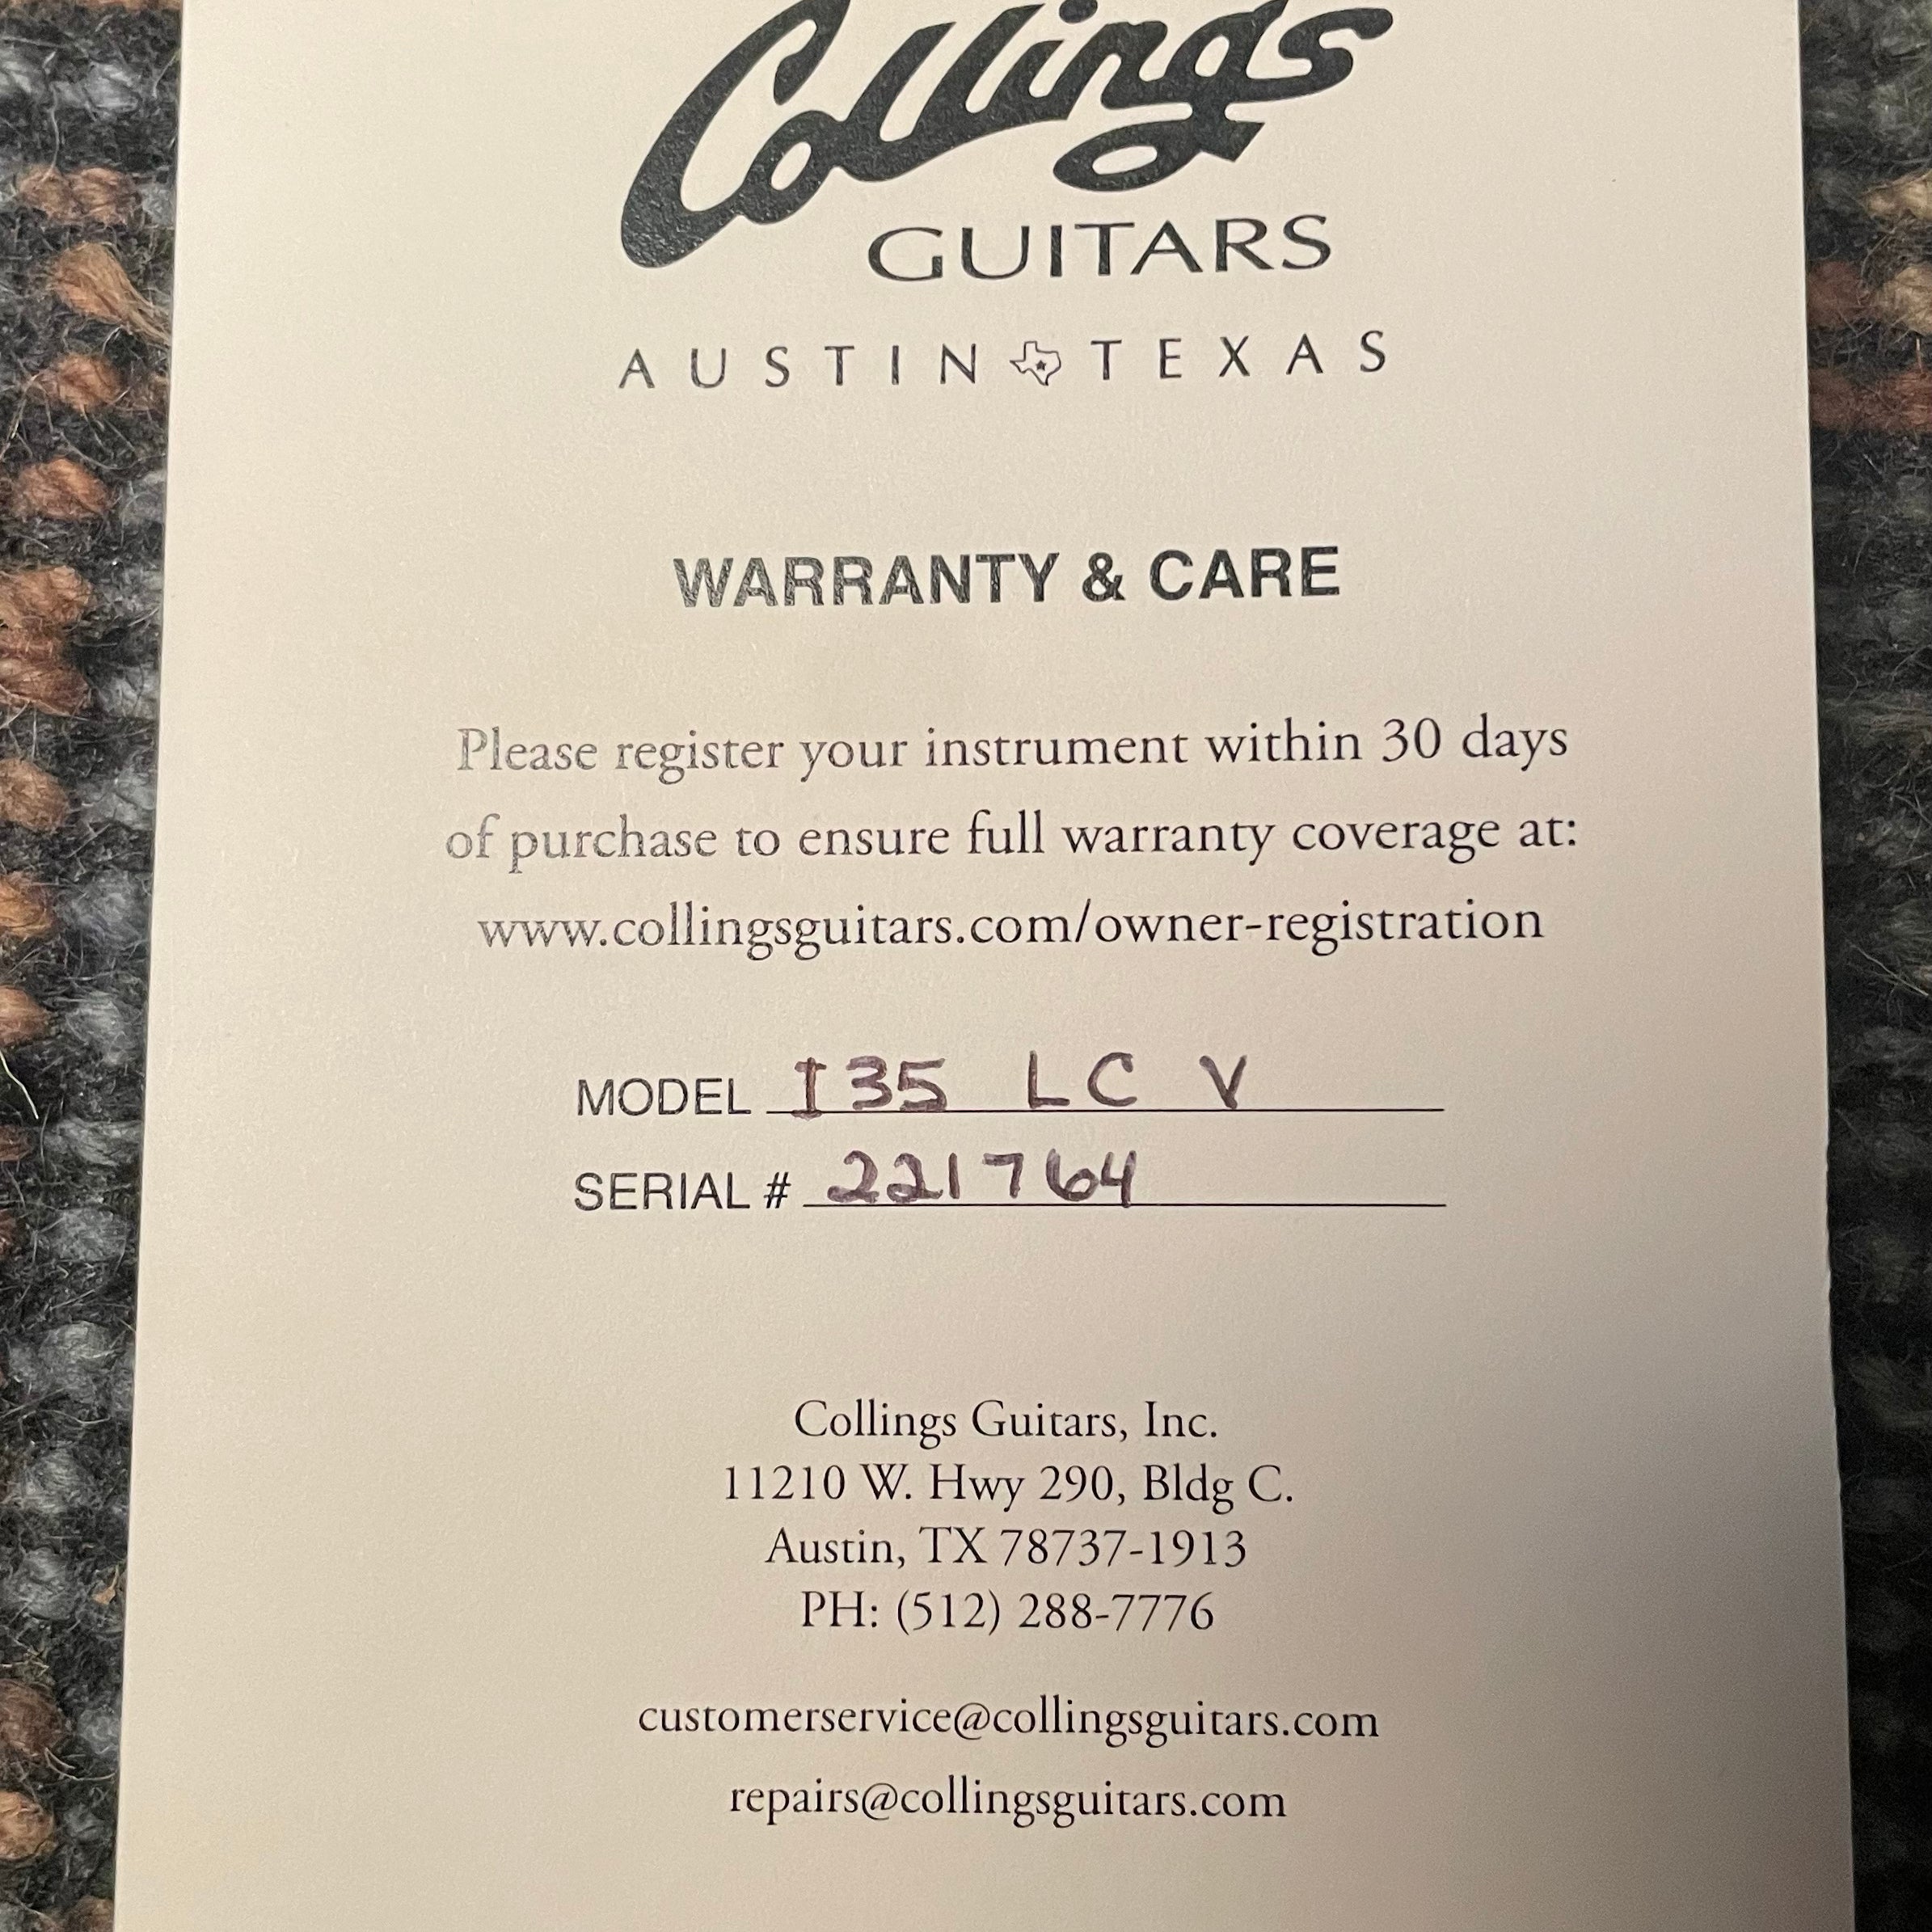 Collings
GUITARS
AUSTIN TEXAS
WARRANTY & CARE
Please register your instrument within 30 days
of purchase to ensure full warranty coverage at:
www.collingsguitars.com/owner-registration
MODEL I35 LC V
SERIAL # 221764
Collings Guitars, Inc.
11210 W. Hwy 290, Bldg C.
Austin, TX 78737-1913
PH: (512) 288-7776
customerservice@collingsguitars.com
repairs@collingsguitars.com